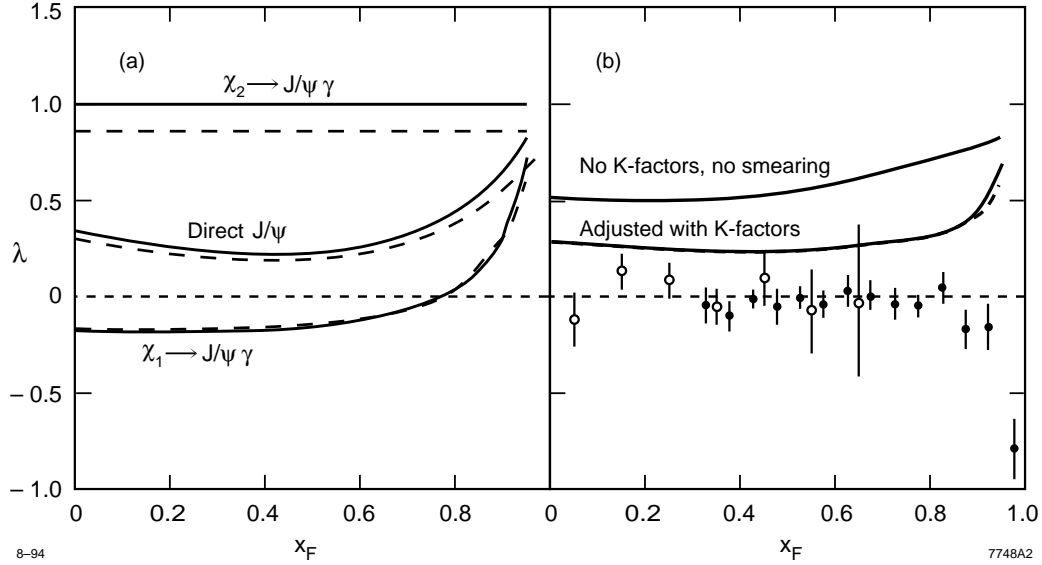 1.5
1.0
0.5
0
– 0.5
– 1.0
λ
(a)
χ2 → J/ψ γ
Direct J/ψ
χ1 → J/ψ γ
0 0.2 0.4 0.6 0.8
xF
(b)
No K-factors, no smearing
Adjusted with K-factors
0 0.2 0.4 0.6 0.8 1.0
xF
8–94
7748A2